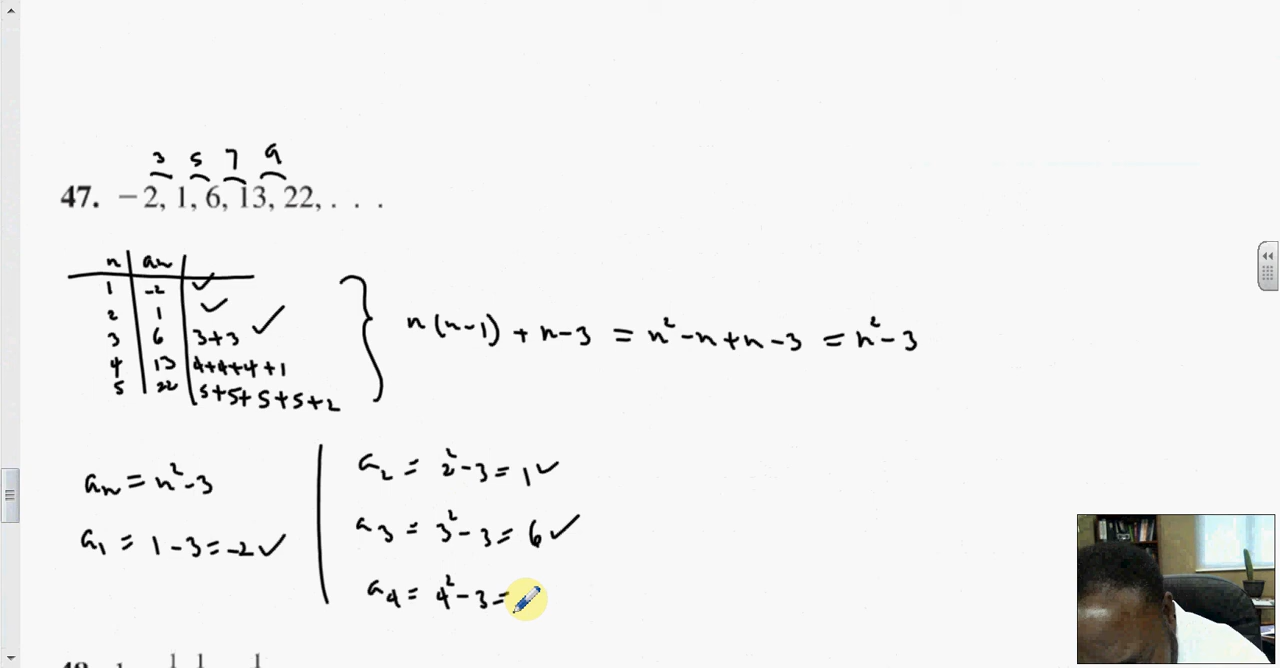 3 5 7 9
47. −2, 1, 6, 13, 22, . . .
n | an |
1 | -2 | ✓
2 | 1 | ✓
3 | 6 | 3+3 ✓
4 | 13 | 4+4+4+1
5 | 22 | 5+5+5+5+2
n(n-1) + n-3 = n²-n+n-3 = n²-3
an = n²-3
a1 = 1-3 = -2 ✓
a2 = 2²-3 = 1 ✓
a3 = 3²-3 = 6 ✓
a4 = 4²-3 =